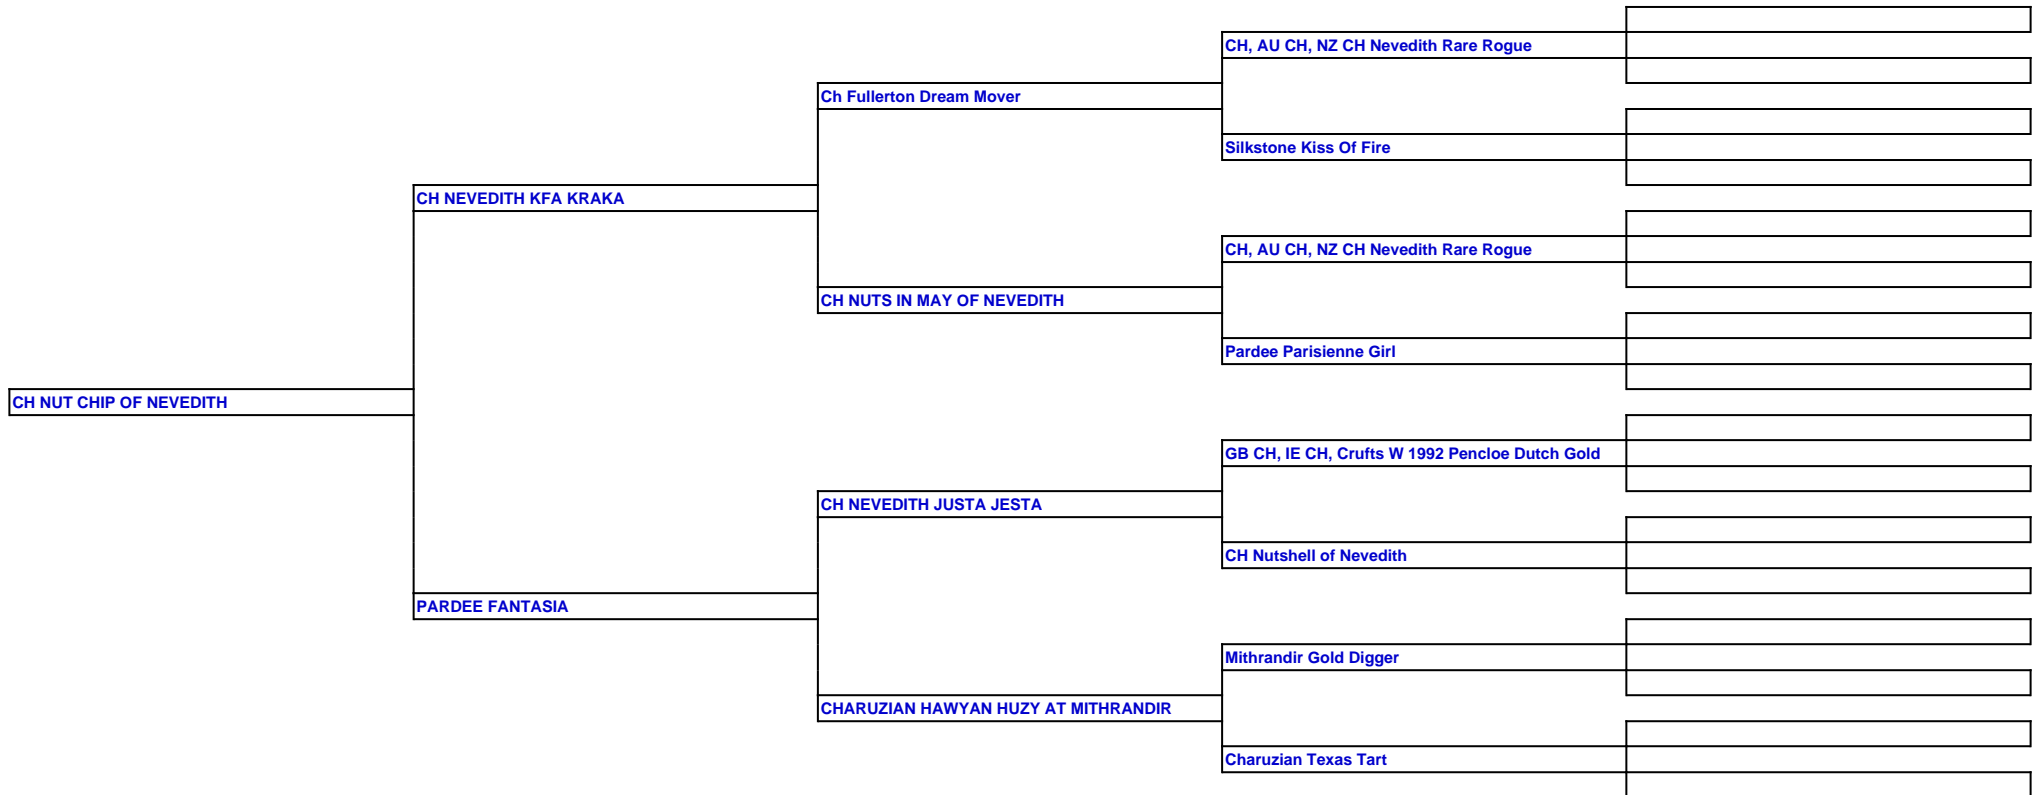 CH, AU CH, NZ CH Nevedith Rare Rogue
Ch Fullerton Dream Mover
Silkstone Kiss Of Fire
CH NEVEDITH KFA KRAKA
CH, AU CH, NZ CH Nevedith Rare Rogue
CH NUTS IN MAY OF NEVEDITH
Pardee Parisienne Girl
CH NUT CHIP OF NEVEDITH
GB CH, IE CH, Crufts W 1992 Pencloe Dutch Gold
CH NEVEDITH JUSTA JESTA
CH Nutshell of Nevedith
PARDEE FANTASIA
Mithrandir Gold Digger
CHARUZIAN HAWYAN HUZY AT MITHRANDIR
Charuzian Texas Tart